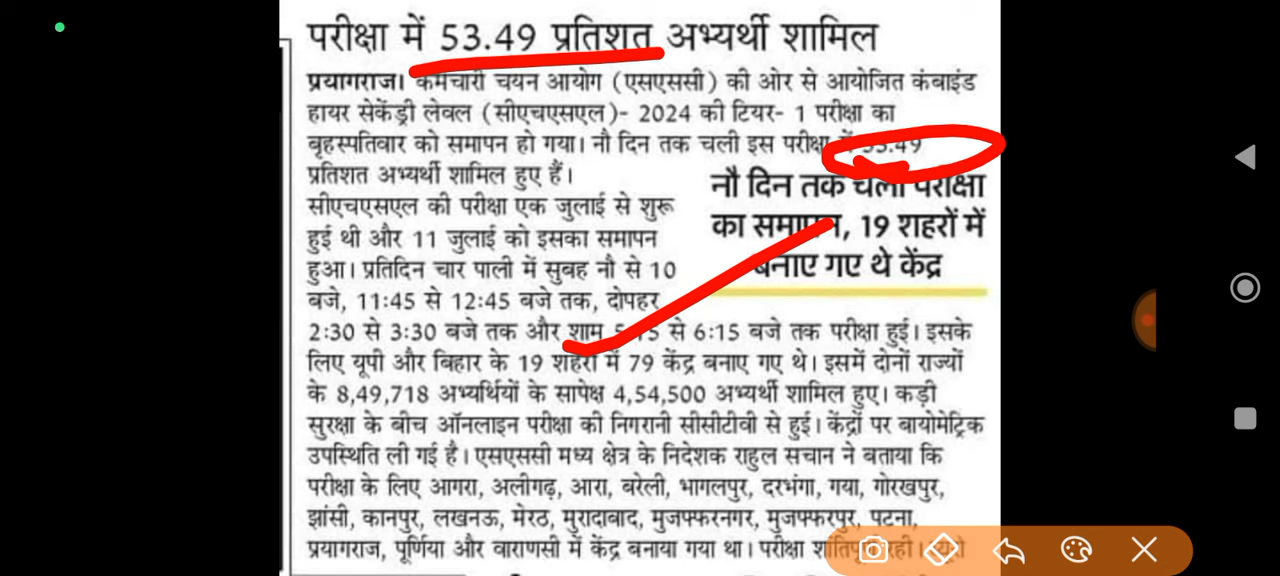 परीक्षा में 53.49 प्रतिशत अभ्यर्थी शामिल
प्रयागराज। कर्मचारी चयन आयोग (एसएससी) की ओर से आयोजित कंबाइंड
हायर सेकेंड्री लेवल (सीएचएसएल)- 2024 की टियर- 1 परीक्षा का
बृहस्पतिवार को समापन हो गया। नौ दिन तक चली इस परीक्षा में 53.49
प्रतिशत अभ्यर्थी शामिल हुए हैं।
सीएचएसएल की परीक्षा एक जुलाई से शुरू
हुई थी और 11 जुलाई को इसका समापन
हुआ। प्रतिदिन चार पाली में सुबह नौ से 10
बजे, 11:45 से 12:45 बजे तक, दोपहर
नौ दिन तक चली परीक्षा
का समापन, 19 शहरों में
बनाए गए थे केंद्र
2:30 से 3:30 बजे तक और शाम से 6:15 बजे तक परीक्षा हुई। इसके
लिए यूपी और बिहार के 19 शहरों में 79 केंद्र बनाए गए थे। इसमें दोनों राज्यों
के 8,49,718 अभ्यर्थियों के सापेक्ष 4,54,500 अभ्यर्थी शामिल हुए। कड़ी
सुरक्षा के बीच ऑनलाइन परीक्षा की निगरानी सीसीटीवी से हुई। केंद्रों पर बायोमेट्रिक
उपस्थिति ली गई है। एसएससी मध्य क्षेत्र के निदेशक राहुल सचान ने बताया कि
परीक्षा के लिए आगरा, अलीगढ़, आरा, बरेली, भागलपुर, दरभंगा, गया, गोरखपुर,
झांसी, कानपुर, लखनऊ, मेरठ, मुरादाबाद, मुजफ्फरनगर, मुजफ्फरपुर, पटना,
प्रयागराज, पूर्णिया और वाराणसी में केंद्र बनाया गया था। परीक्षा रही।